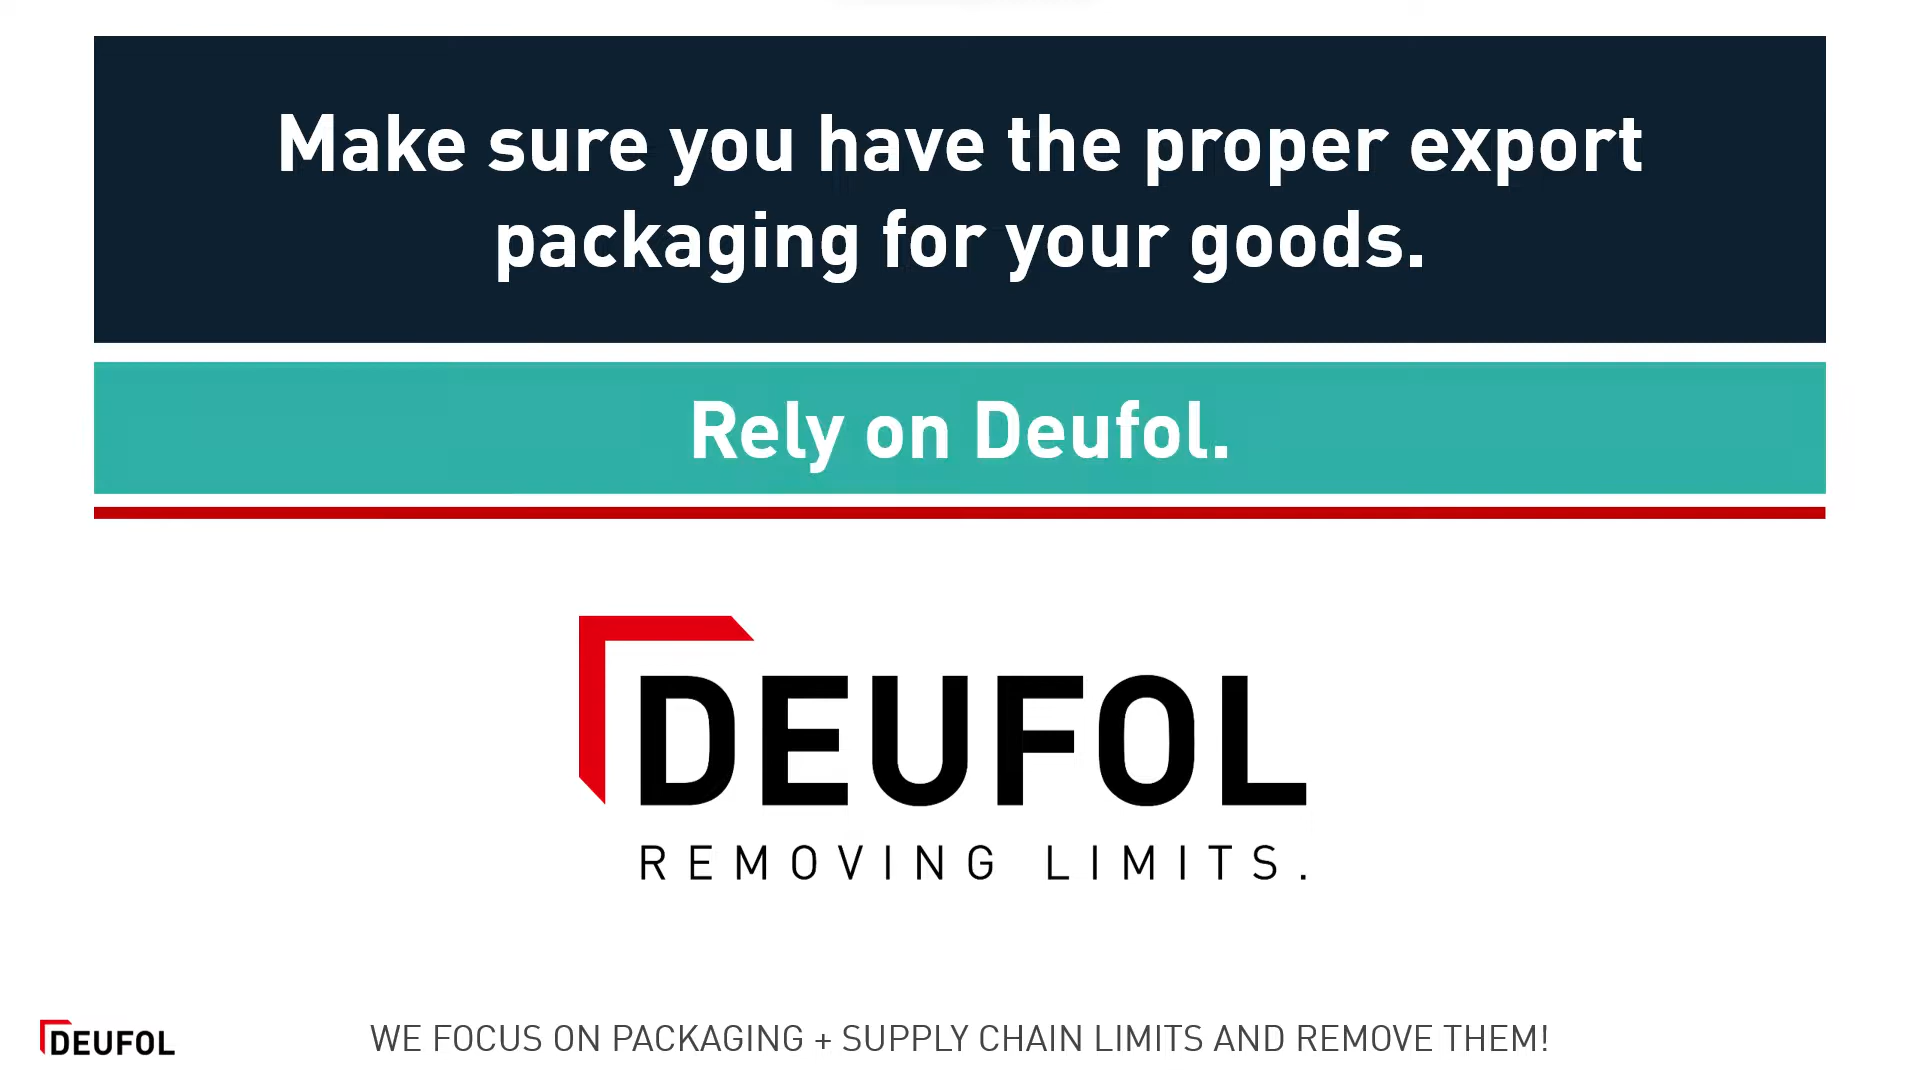 Make sure you have the proper export
packaging for your goods.
Rely on Deufol.
DEUFOL
REMOVING LIMITS.
DEUFOL
WE FOCUS ON PACKAGING + SUPPLY CHAIN LIMITS AND REMOVE THEM!